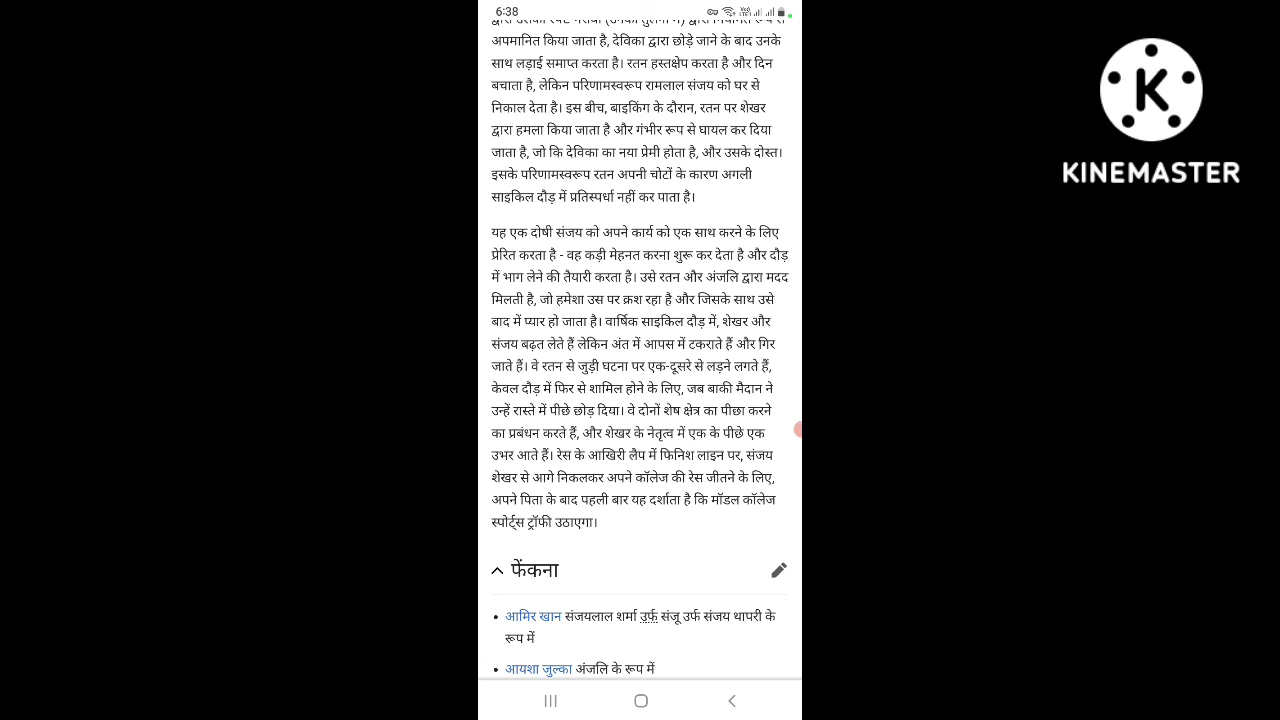 6:38
अपमानित किया जाता है, देविका द्वारा छोड़े जाने के बाद उनके
साथ लड़ाई समाप्त करता है। रतन हस्तक्षेप करता है और दिन
बचाता है, लेकिन परिणामस्वरूप रामलाल संजय को घर से
निकाल देता है। इस बीच, बाइकिंग के दौरान, रतन पर शेखर
द्वारा हमला किया जाता है और गंभीर रूप से घायल कर दिया
जाता है, जो कि देविका का नया प्रेमी होता है, और उसके दोस्त।
इसके परिणामस्वरूप रतन अपनी चोटों के कारण अगली
साइकिल दौड़ में प्रतिस्पर्धा नहीं कर पाता है।
यह एक दोषी संजय को अपने कार्य को एक साथ करने के लिए
प्रेरित करता है - वह कड़ी मेहनत करना शुरू कर देता है और दौड़
में भाग लेने की तैयारी करता है। उसे रतन और अंजलि द्वारा मदद
मिलती है, जो हमेशा उस पर क्रश रहा है और जिसके साथ उसे
बाद में प्यार हो जाता है। वार्षिक साइकिल दौड़ में, शेखर और
संजय बढ़त लेते हैं लेकिन अंत में आपस में टकराते हैं और गिर
जाते हैं। वे रतन से जुड़ी घटना पर एक-दूसरे से लड़ने लगते हैं,
केवल दौड़ में फिर से शामिल होने के लिए, जब बाकी मैदान ने
उन्हें रास्ते में पीछे छोड़ दिया। वे दोनों शेष क्षेत्र का पीछा करने
का प्रबंधन करते हैं, और शेखर के नेतृत्व में एक के पीछे एक
उभर आते हैं। रेस के आखिरी लैप में फिनिश लाइन पर, संजय
शेखर से आगे निकलकर अपने कॉलेज की रेस जीतने के लिए,
अपने पिता के बाद पहली बार यह दर्शाता है कि मॉडल कॉलेज
स्पोर्ट्स ट्रॉफी उठाएगा।
फेंकना
आमिर खान संजयलाल शर्मा उर्फ संजू उर्फ संजय थापरी के
रूप में
आयशा जुल्का अंजलि के रूप में
K
KINEMASTER